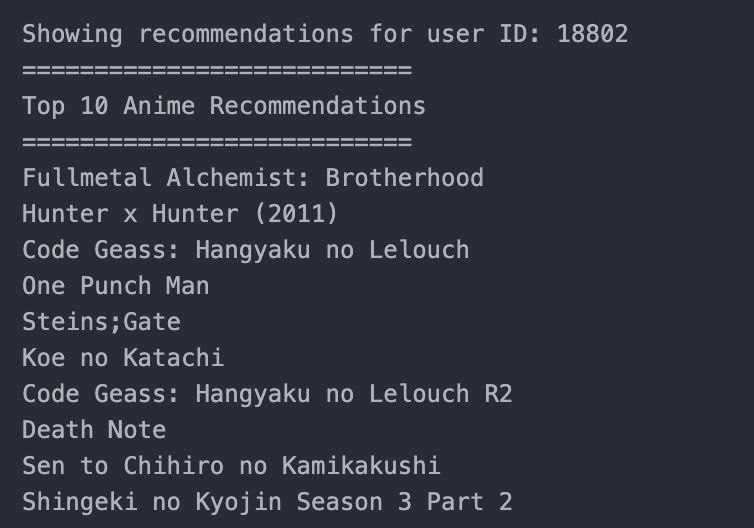 Showing recommendations for user ID: 18802
===========================
Top 10 Anime Recommendations
===========================
Fullmetal Alchemist: Brotherhood
Hunter x Hunter (2011)
Code Geass: Hangyaku no Lelouch
One Punch Man
Steins;Gate
Koe no Katachi
Code Geass: Hangyaku no Lelouch R2
Death Note
Sen to Chihiro no Kamikakushi
Shingeki no Kyojin Season 3 Part 2